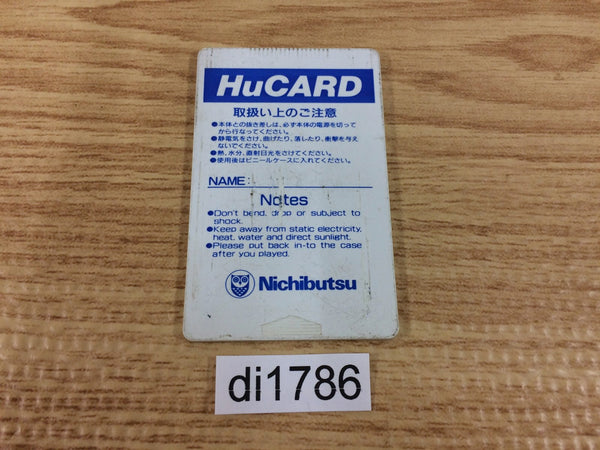 HuCARD
取扱い上のご注意
●本体との抜き差しは、必ず本体の電源を切って
から行なってください。
●静電気をさけ、曲げたり、落したり、衝撃を与え
ないでください。
●熱、水分、直射日光をさけてください。
●使用後はビニールケースに入れてください。
NAME:
Notes
●Don't bend, drop or subject to
shock.
●Keep away from static electricity,
heat, water and direct sunlight.
●Please put back in-to the case
after you played.
Nichibutsu
di1786